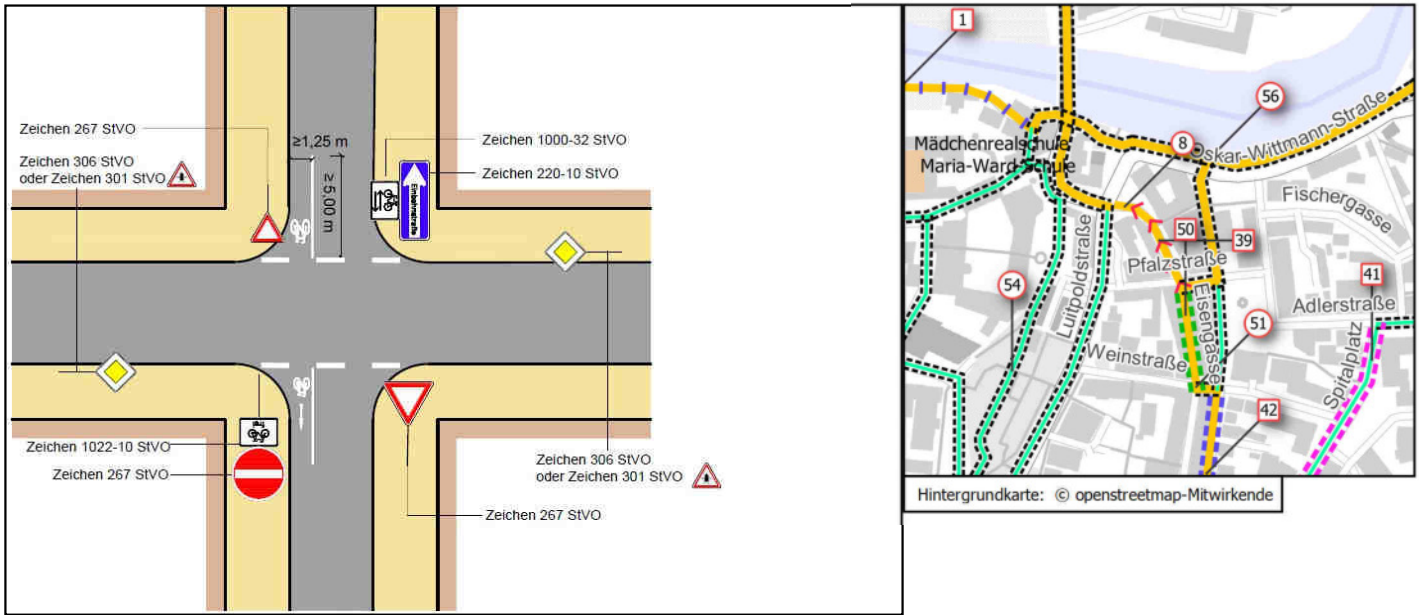 Zeichen 267 StVO
Zeichen 306 StVO
oder Zeichen 301 StVO
≥1,25 m
≥ 5,00 m
Zeichen 1000-32 StVO
Zeichen 220-10 StVO
Einbahnstraße
Zeichen 1022-10 StVO
Zeichen 267 StVO
Zeichen 306 StVO
oder Zeichen 301 StVO
Zeichen 267 StVO
1
56
8
Mädchenrealschule
Maria-Ward-Schule
Oskar-Wittmann-Straße
Fischergasse
50
39
Pfalzstraße
41
54
Luitpoldstraße
Eisengasse
Adlerstraße
51
Weinstraße
Spitalplatz
42
Hintergrundkarte: © openstreetmap-Mitwirkende